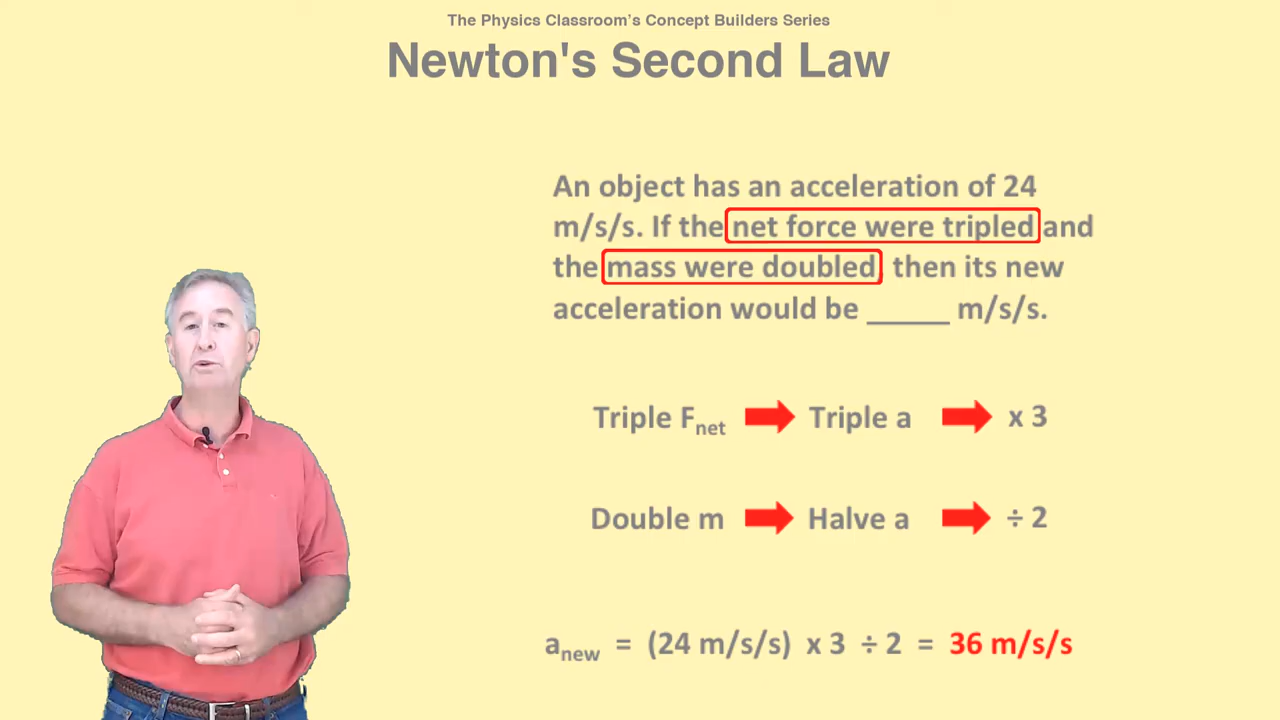 The Physics Classroom's Concept Builders Series
Newton's Second Law
An object has an acceleration of 24
m/s/s. If the net force were tripled and
the mass were doubled, then its new
acceleration would be _____ m/s/s.
Triple Fnet Triple a x 3
Double m Halve a ÷ 2
anew = (24 m/s/s) x 3 ÷ 2 = 36 m/s/s